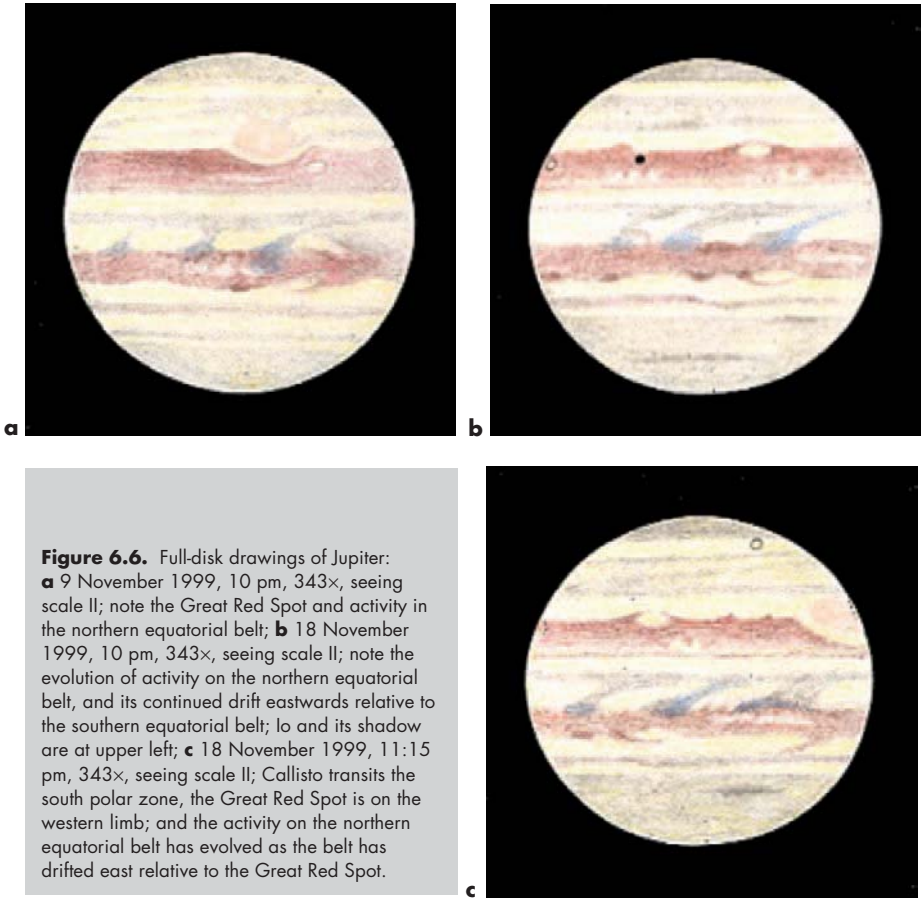 a
b
Figure 6.6. Full-disk drawings of Jupiter:
a 9 November 1999, 10 pm, 343×, seeing
scale II; note the Great Red Spot and activity in
the northern equatorial belt; b 18 November
1999, 10 pm, 343×, seeing scale II; note the
evolution of activity on the northern equatorial
belt, and its continued drift eastwards relative to
the southern equatorial belt; Io and its shadow
are at upper left; c 18 November 1999, 11:15
pm, 343×, seeing scale II; Callisto transits the
south polar zone, the Great Red Spot is on the
western limb; and the activity on the northern
equatorial belt has evolved as the belt has
drifted east relative to the Great Red Spot.
c